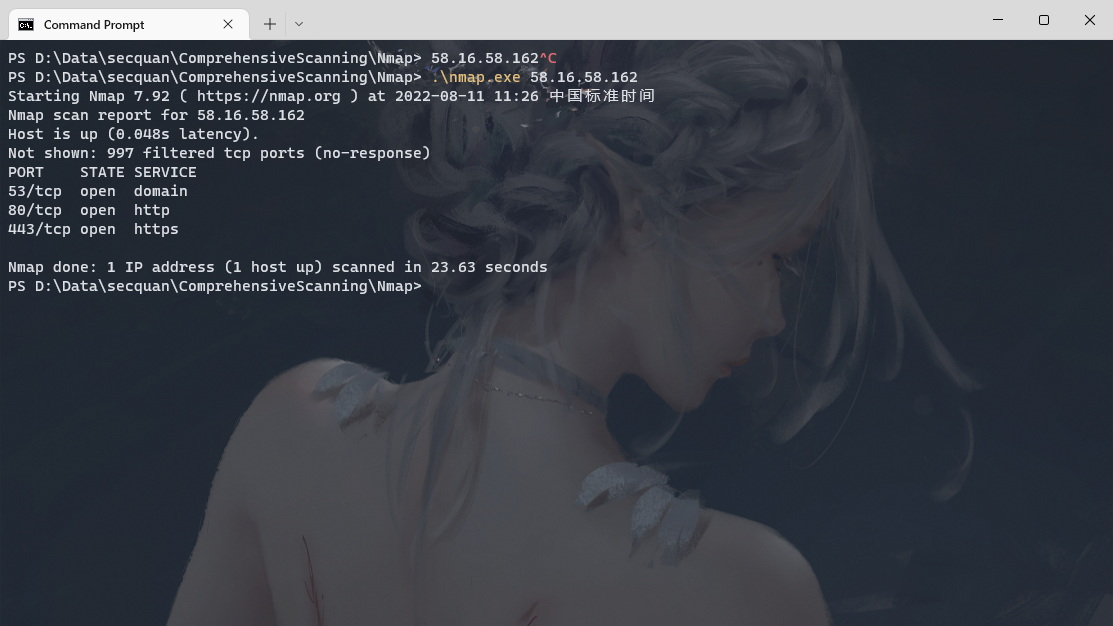 Command Prompt
PS D:\Data\secquan\ComprehensiveScanning\Nmap> 58.16.58.162^C
PS D:\Data\secquan\ComprehensiveScanning\Nmap> .\nmap.exe 58.16.58.162
Starting Nmap 7.92 ( https://nmap.org ) at 2022-08-11 11:26 中国标准时间
Nmap scan report for 58.16.58.162
Host is up (0.048s latency).
Not shown: 997 filtered tcp ports (no-response)
PORT    STATE SERVICE
53/tcp  open  domain
80/tcp  open  http
443/tcp open  https
Nmap done: 1 IP address (1 host up) scanned in 23.63 seconds
PS D:\Data\secquan\ComprehensiveScanning\Nmap>